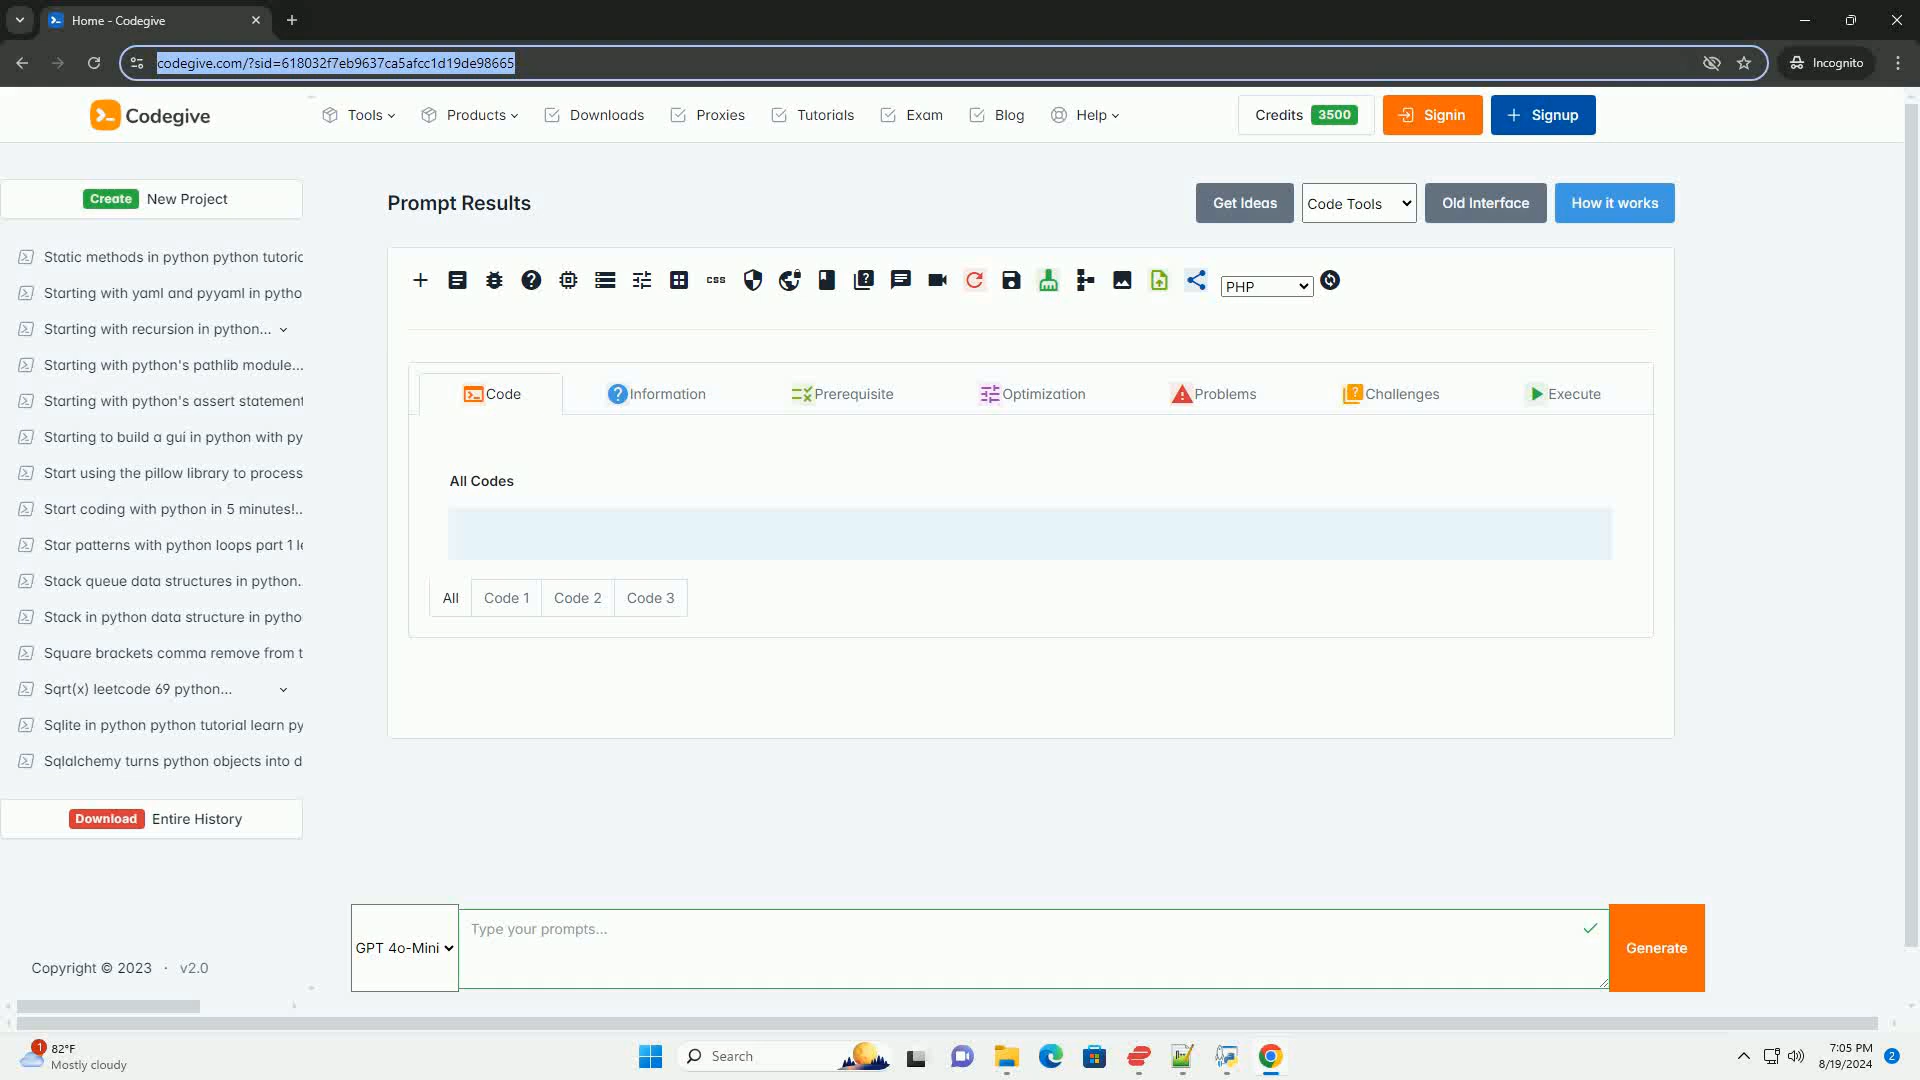 Home - Codegive
codegive.com/?sid=618032f7eb9637ca5afcc1d19de98665
Incognito
Codegive
Tools
Products
Downloads
Proxies
Tutorials
Exam
Blog
Help
Credits 3500
Signin
Signup
Create New Project
Static methods in python python tutoric
Starting with yaml and pyyaml in pytho
Starting with recursion in python...
Starting with python's pathlib module...
Starting with python's assert statement
Starting to build a gui in python with py
Start using the pillow library to process
Start coding with python in 5 minutes!..
Star patterns with python loops part 1 le
Stack queue data structures in python.
Stack in python data structure in pytho
Square brackets comma remove from t
Sqrt(x) leetcode 69 python...
Sqlite in python python tutorial learn py
Sqlalchemy turns python objects into d
Download Entire History
Copyright © 2023 · v2.0
Prompt Results
Get Ideas
Code Tools
Old Interface
How it works
css
PHP
Code
Information
Prerequisite
Optimization
Problems
Challenges
Execute
All Codes
All
Code 1
Code 2
Code 3
GPT 4o-Mini
Type your prompts...
Generate
1
82°F
Mostly cloudy
Search
7:05 PM
8/19/2024
2